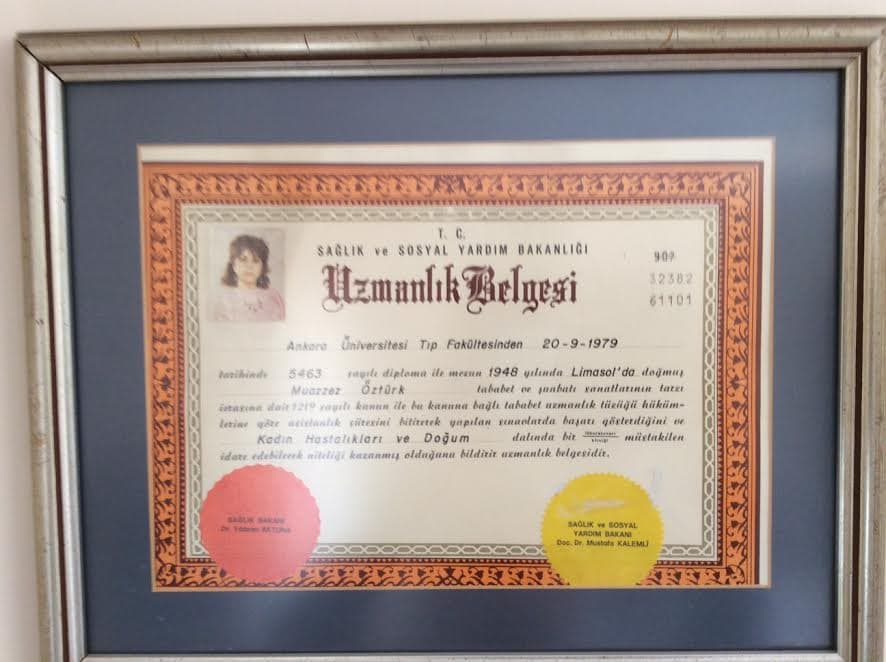 T. C.
SAĞLIK ve SOSYAL YARDIM BAKANLIĞI
Uzmanlık Belgesi
32382
61101
Ankara Üniversitesi Tıp Fakültesinden 20-9-1979
tarihinde 5463 sayılı diploma ile mezun 1948 yılında Limasol'da doğmuş
Muazzez Öztürk tababet ve şuabatı sanatlarının tarzı
icrasına dair 1219 sayılı kanun ile bu kanuna bağlı tababet uzmanlık tüzüğü hüküm-
lerine göre asistanlık süresini bitirerek yapılan sınavlarda başarı gösterdiğini ve
Kadın Hastalıkları ve Doğum dalında bir müstakilen
idare edebilecek niteliği kazanmış olduğunu bildirir uzmanlık belgesidir.
SAĞLIK BAKANI
Dr. Yıldırım AKTUNA
SAĞLIK ve SOSYAL
YARDIM BAKANI
Doc. Dr. Mustafa KALEMLİ